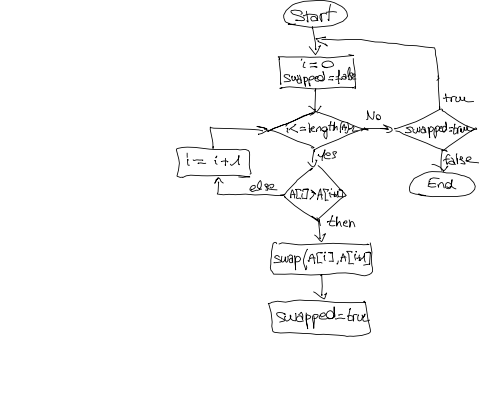 Start
i=0
swapped=false
i<=length(A)-1
No
swapped=true
true
false
End
Yes
i= i+1
else
A[i]>A[i+1]
then
swap(A[i],A[i+1]
swapped=true